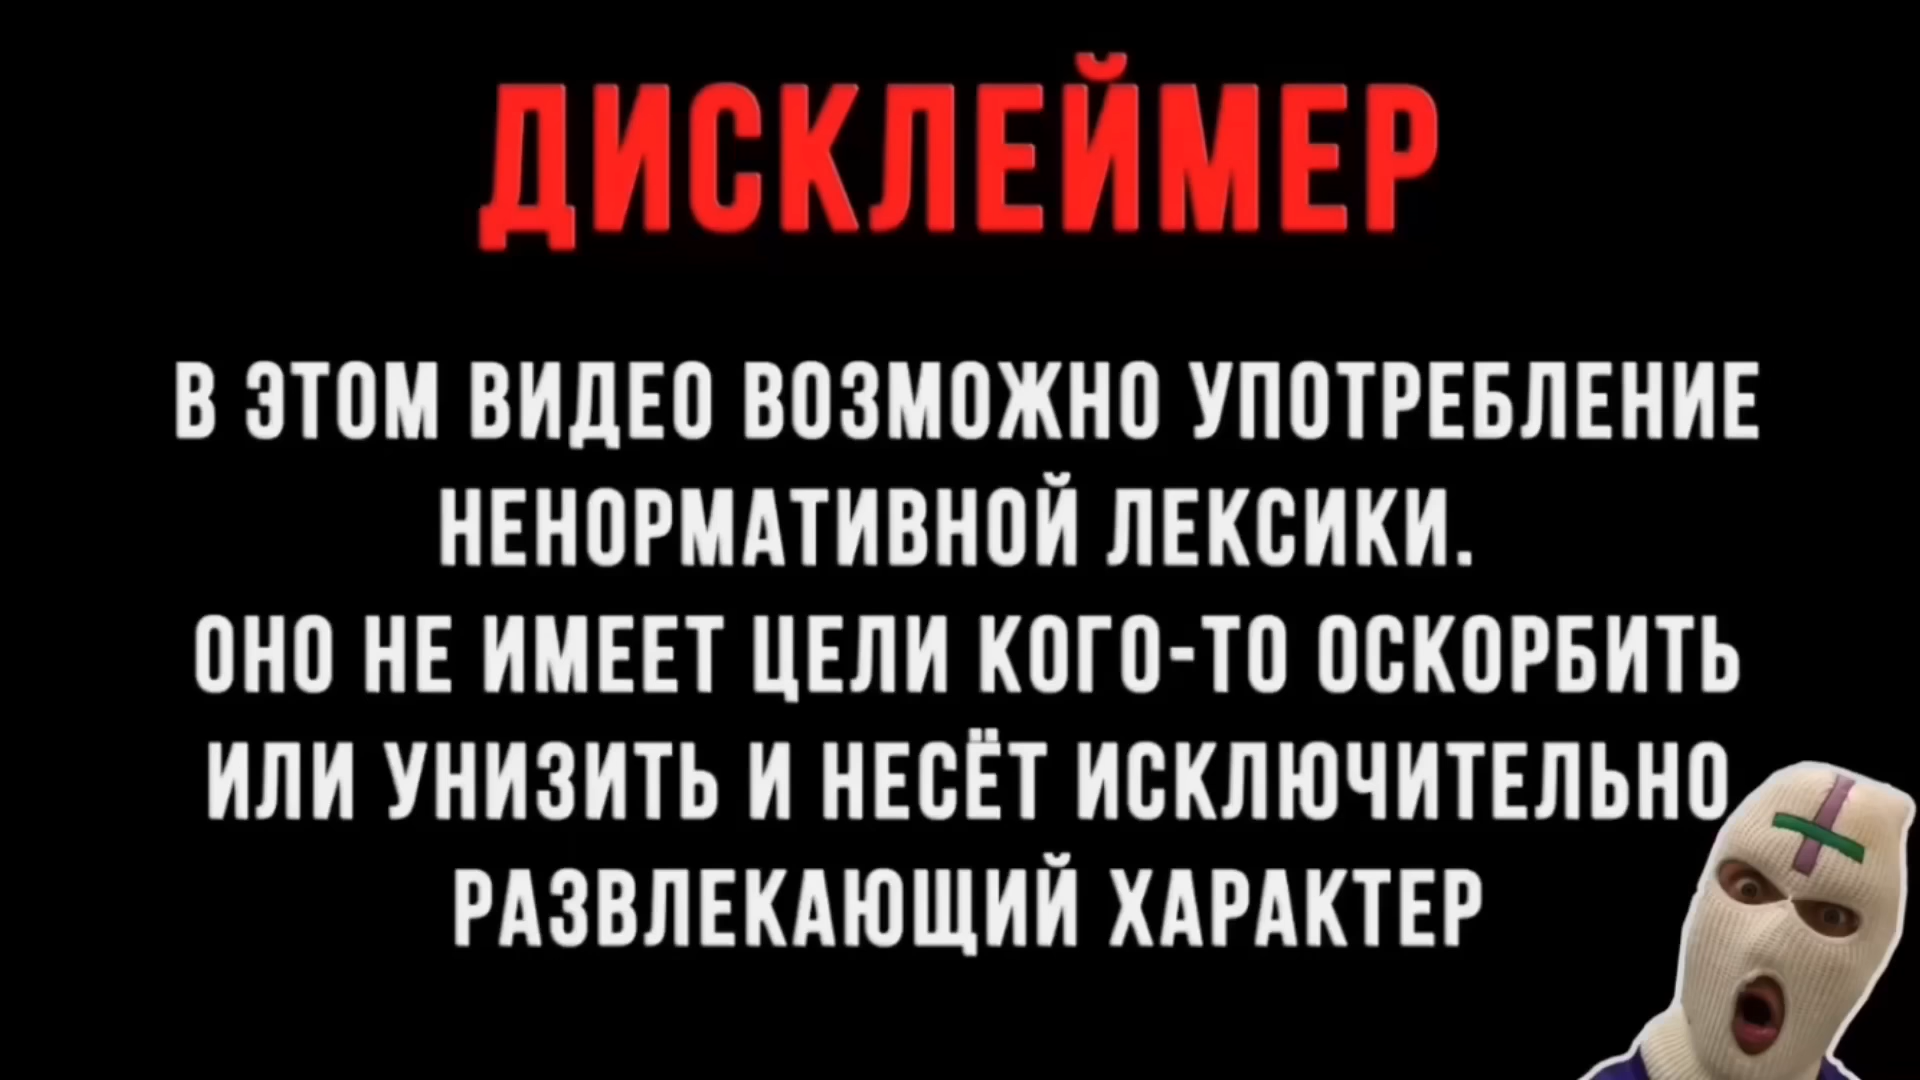 ДИСКЛЕЙМЕР
В ЭТОМ ВИДЕО ВОЗМОЖНО УПОТРЕБЛЕНИЕ
НЕНОРМАТИВНОЙ ЛЕКСИКИ.
ОНО НЕ ИМЕЕТ ЦЕЛИ КОГО-ТО ОСКОРБИТЬ
ИЛИ УНИЗИТЬ И НЕСЁТ ИСКЛЮЧИТЕЛЬНО
РАЗВЛЕКАЮЩИЙ ХАРАКТЕР